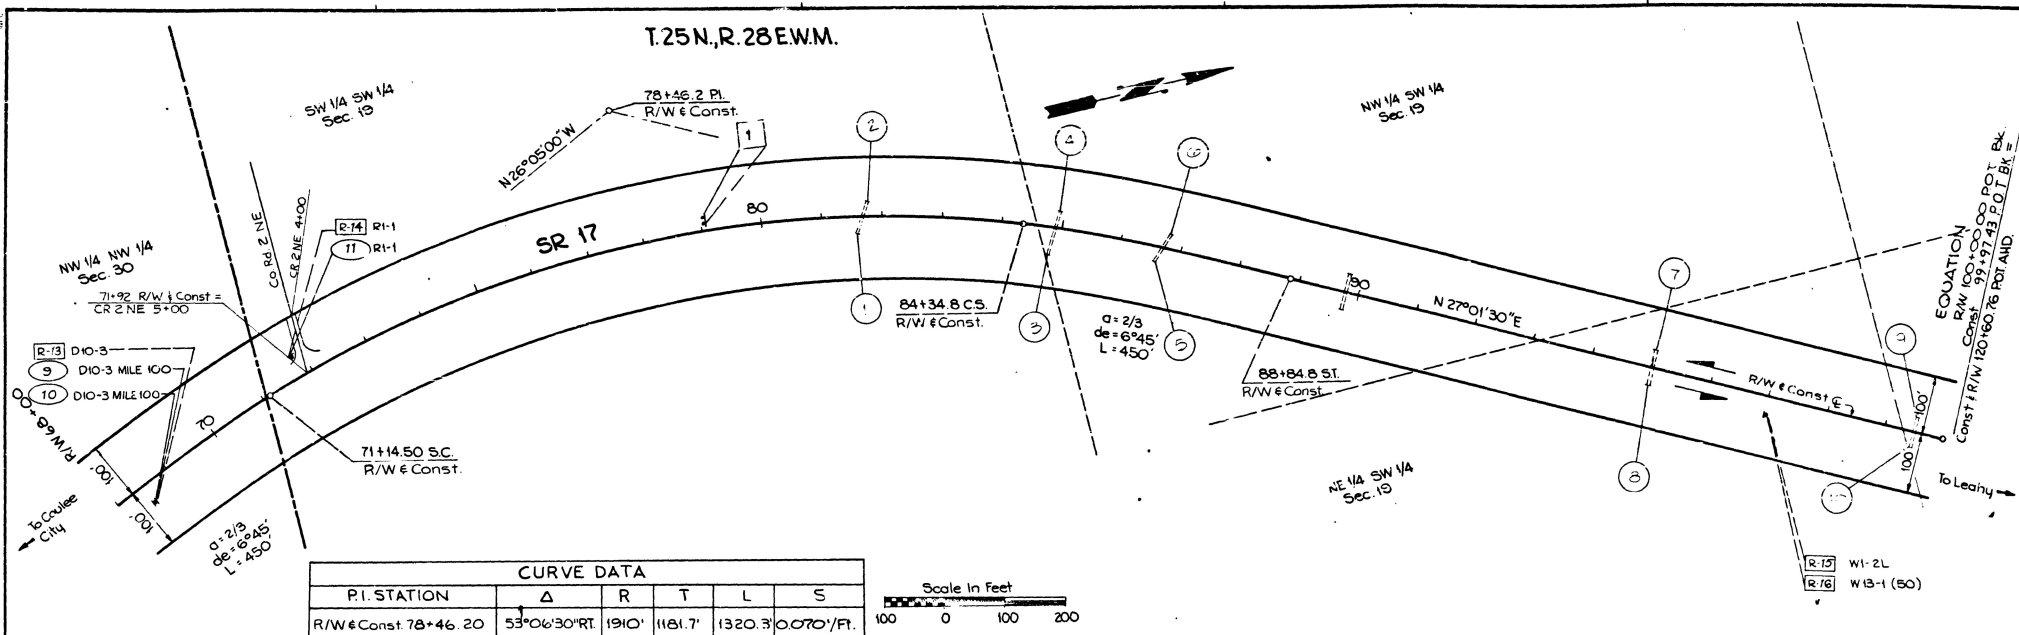 T.25 N., R.28 E.W.M.
SW 1/4 SW 1/4
Sec. 19
78+46.2 P.I.
R/W & Const.
N 26°05'00" W
1
2
4
6
NW 1/4 SW 1/4
Sec. 19
EQUATION
R/W 100+00.00 P.O.T. BK.
Const 99+97.43 P.O.T. BK =
Const & R/W 120+60.76 P.O.T. AHD.
NW 1/4 NW 1/4
Sec. 30
Co. Rd. 2 NE
CR 2 NE 4+00
R-14 R1-1
11 R1-1
SR 17
80
71+92 R/W & Const =
CR 2 NE 5+00
R-13 D10-3
9 D10-3 MILE 100
10 D10-3 MILE 100
R/W 68+00
70
100'
100'
To Coulee
City
71+14.50 S.C.
R/W & Const.
a = 2/3
de = 6°45'
L = 450'
1
84+34.8 C.S.
R/W & Const.
3
a = 2/3
de = 6°45'
L = 450'
5
90
N 27°01'30" E
88+84.8 S.T.
R/W & Const.
7
8
9
R/W & Const ℄
100'
100'
To Leahy
NE 1/4 SW 1/4
Sec. 19
R-15 W1-2L
R-16 W13-1 (50)
CURVE DATA
P.I. STATION Δ R T L S
R/W & Const. 78+46.20 53°06'30" RT. 1910' 1181.7' 1320.3' 0.070'/Ft.
Scale In Feet
100 0 100 200